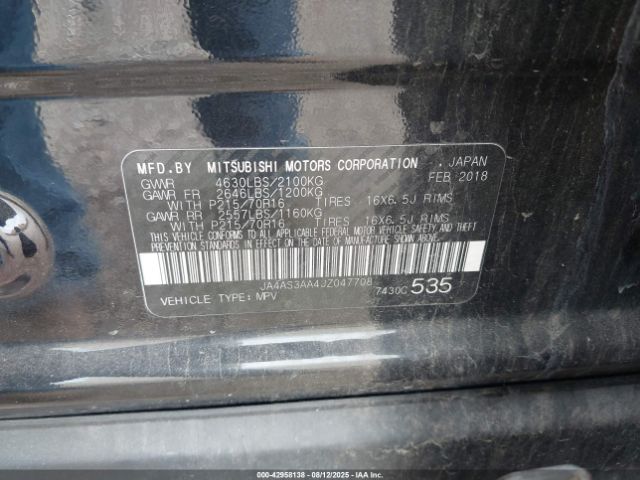 MFD.BY MITSUBISHI MOTORS CORPORATION . JAPAN
GWWR 4630LBS/2100KG FEB 2018
GAWR FR 2646LBS/1200KG
WITH P215/70R16 TIRES 16X6.5J RIMS
GAWR RR 2557LBS/1160KG
WITH P215/70R16 TIRES 16X6.5J RIMS
THIS VEHICLE CONFORMS TO ALL APPLICABLE FEDERAL MOTOR VEHICLE SAFETY AND THEFT
PREVENTION STANDARDS IN EFFECT ON THE DATE OF MANUFACTURE SHOWN ABOVE.
JA4AS3AA4JZ047708
VEHICLE TYPE: MPV 7430C 535
000-42958138 - 08/12/2025 - Copyright IAA, LLC